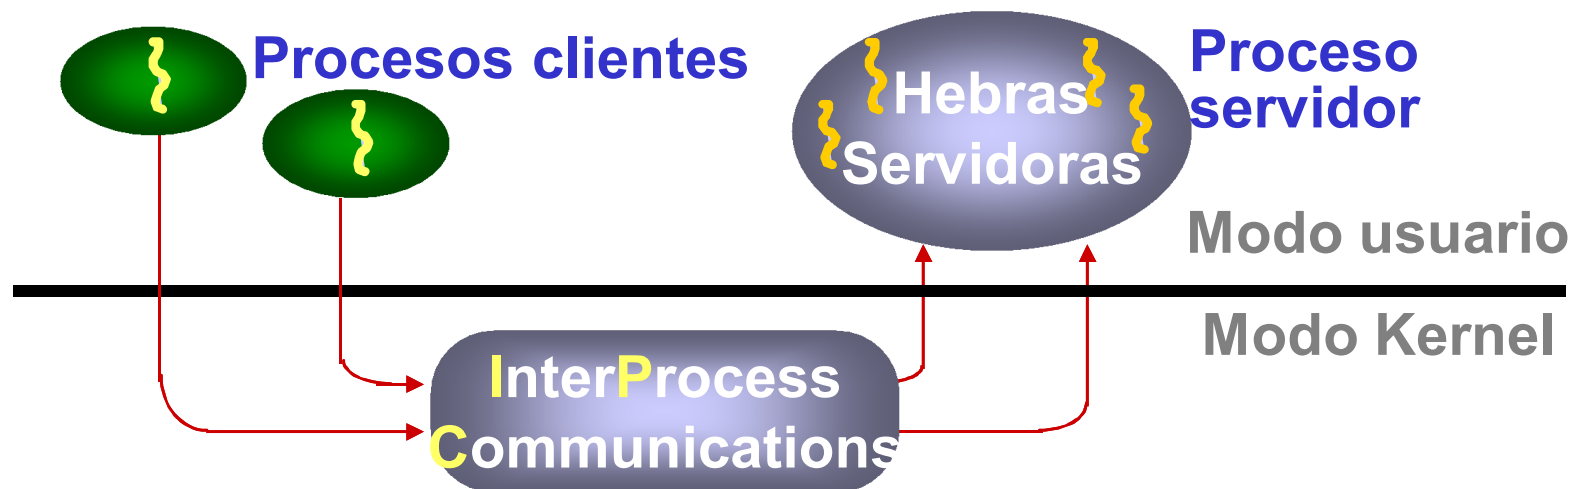 Procesos clientes
Hebras
Servidoras
Proceso
servidor
Modo usuario
Modo Kernel
InterProcess
Communications